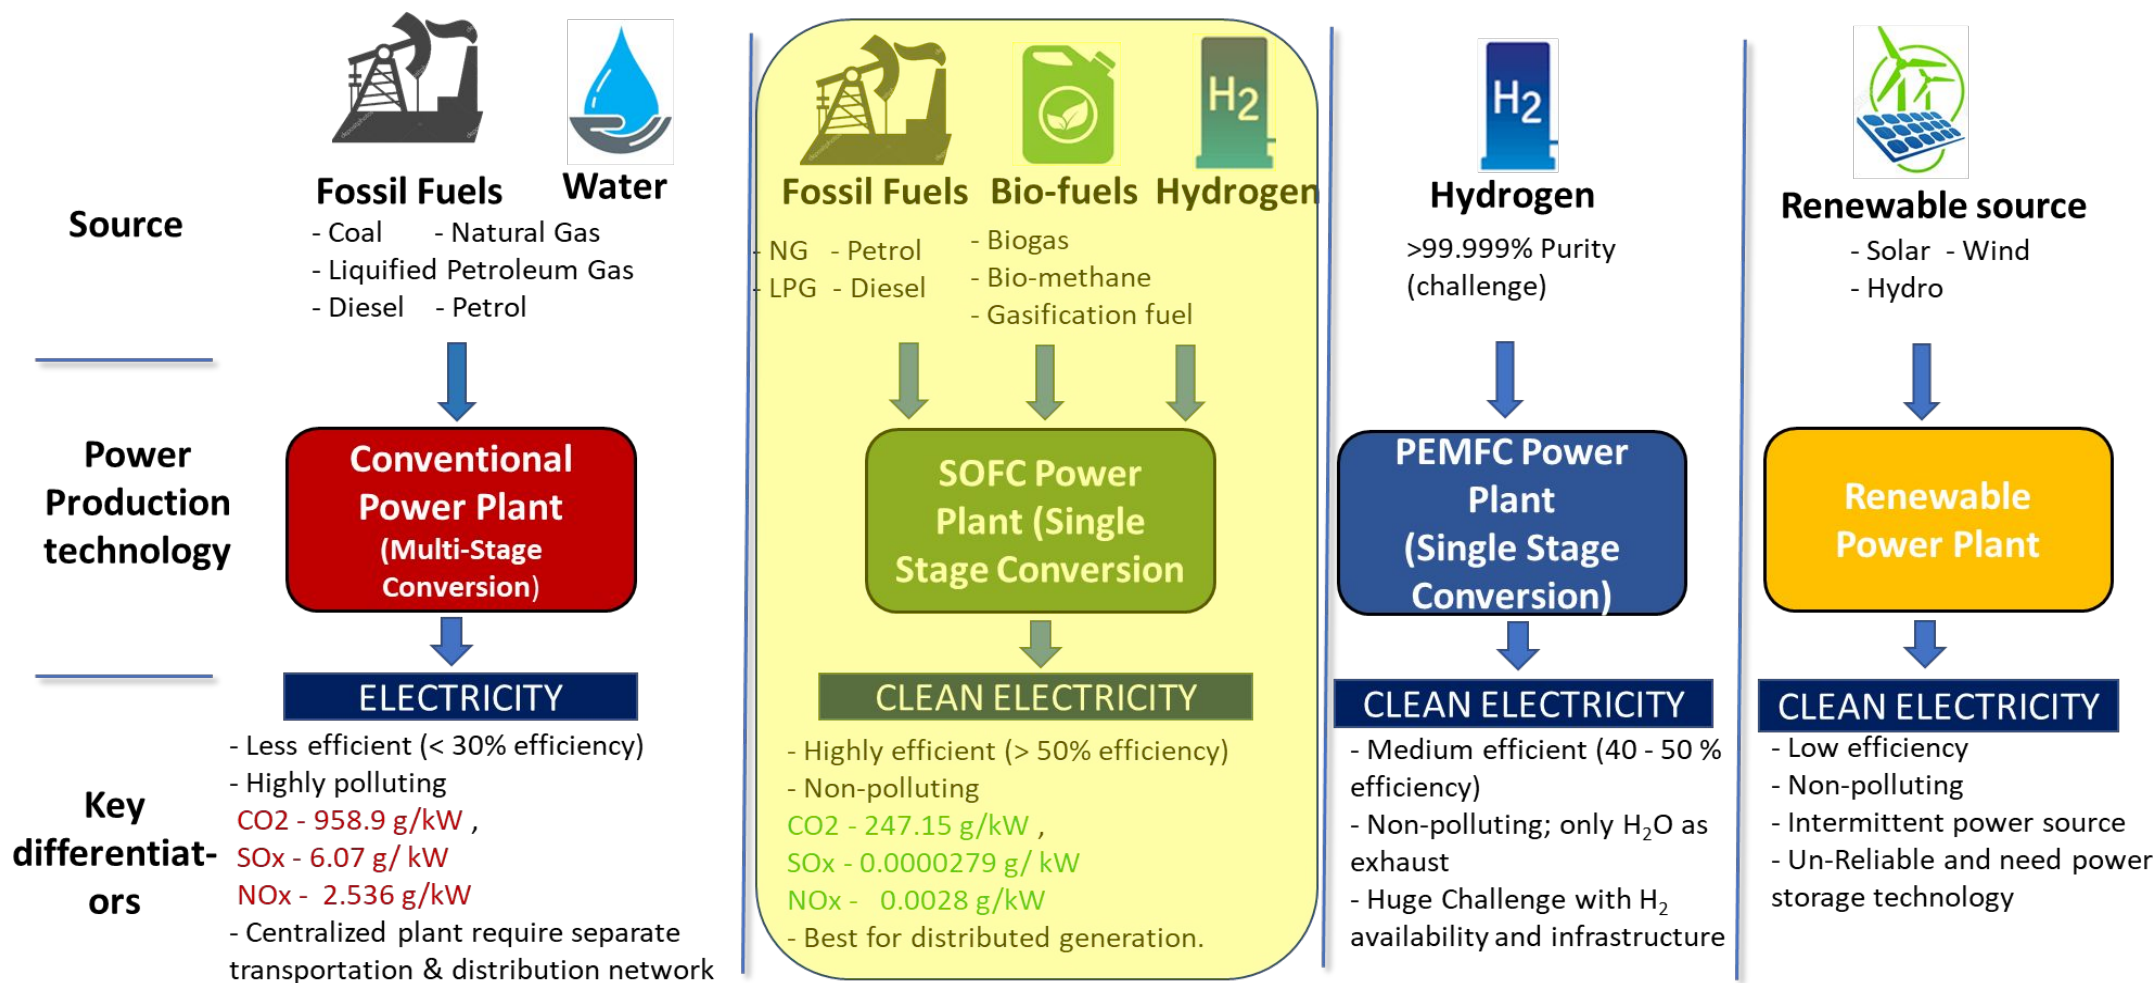 Source
Fossil Fuels
Water
- Coal - Natural Gas
- Liquified Petroleum Gas
- Diesel - Petrol
Fossil Fuels
Bio-fuels
H2
Hydrogen
- NG - Petrol
- LPG - Diesel
- Biogas
- Bio-methane
- Gasification fuel
H2
Hydrogen
>99.999% Purity
(challenge)
Renewable source
- Solar - Wind
- Hydro
Power
Production
technology
Conventional
Power Plant
(Multi-Stage
Conversion)
SOFC Power
Plant (Single
Stage Conversion
PEMFC Power
Plant
(Single Stage
Conversion)
Renewable
Power Plant
Key
differentiat-
ors
ELECTRICITY
- Less efficient (< 30% efficiency)
- Highly polluting
CO2 - 958.9 g/kW ,
SOx - 6.07 g/ kW
NOx - 2.536 g/kW
- Centralized plant require separate
transportation & distribution network
CLEAN ELECTRICITY
- Highly efficient (> 50% efficiency)
- Non-polluting
CO2 - 247.15 g/kW ,
SOx - 0.0000279 g/ kW
NOx - 0.0028 g/kW
- Best for distributed generation.
CLEAN ELECTRICITY
- Medium efficient (40 - 50 %
efficiency)
- Non-polluting; only H₂O as
exhaust
- Huge Challenge with H₂
availability and infrastructure
CLEAN ELECTRICITY
- Low efficiency
- Non-polluting
- Intermittent power source
- Un-Reliable and need power
storage technology